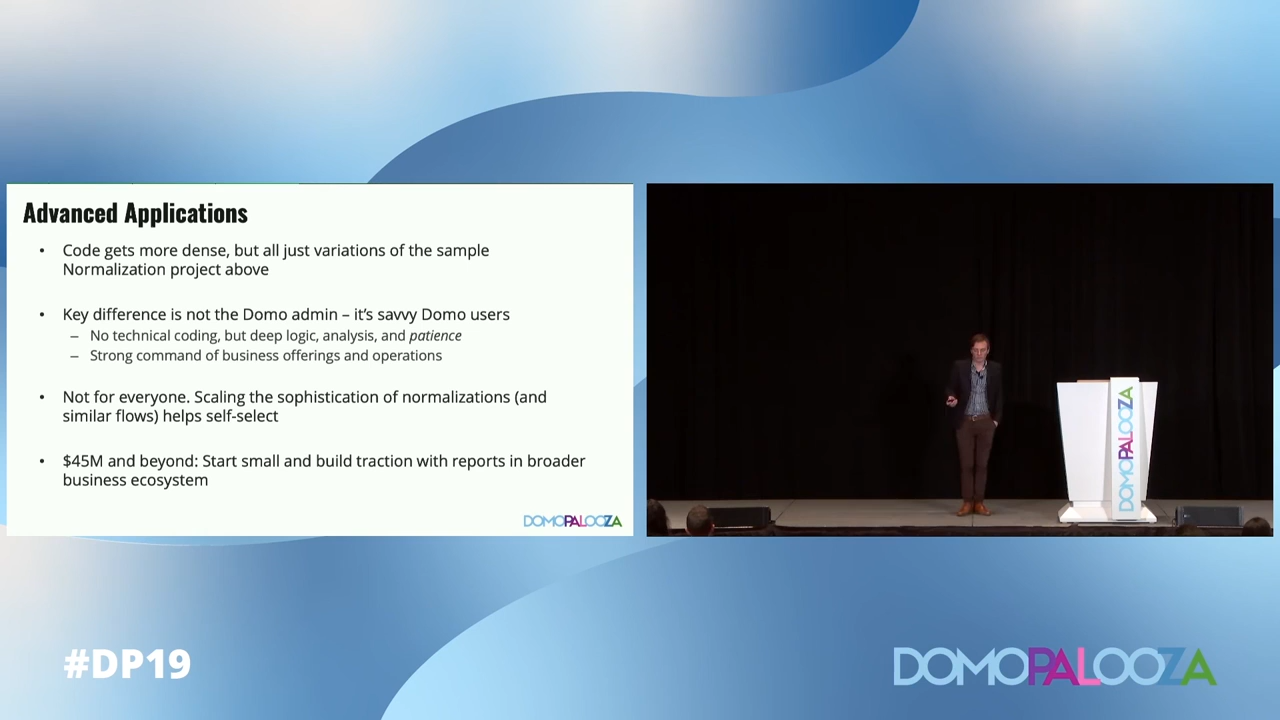 Advanced Applications
• Code gets more dense, but all just variations of the sample
Normalization project above
• Key difference is not the Domo admin – it's savvy Domo users
– No technical coding, but deep logic, analysis, and patience
– Strong command of business offerings and operations
• Not for everyone. Scaling the sophistication of normalizations (and
similar flows) helps self-select
• $45M and beyond: Start small and build traction with reports in broader
business ecosystem
DOMOPALOOZA
DOMOPALOOZA
#DP19
DOMOPALOOZA